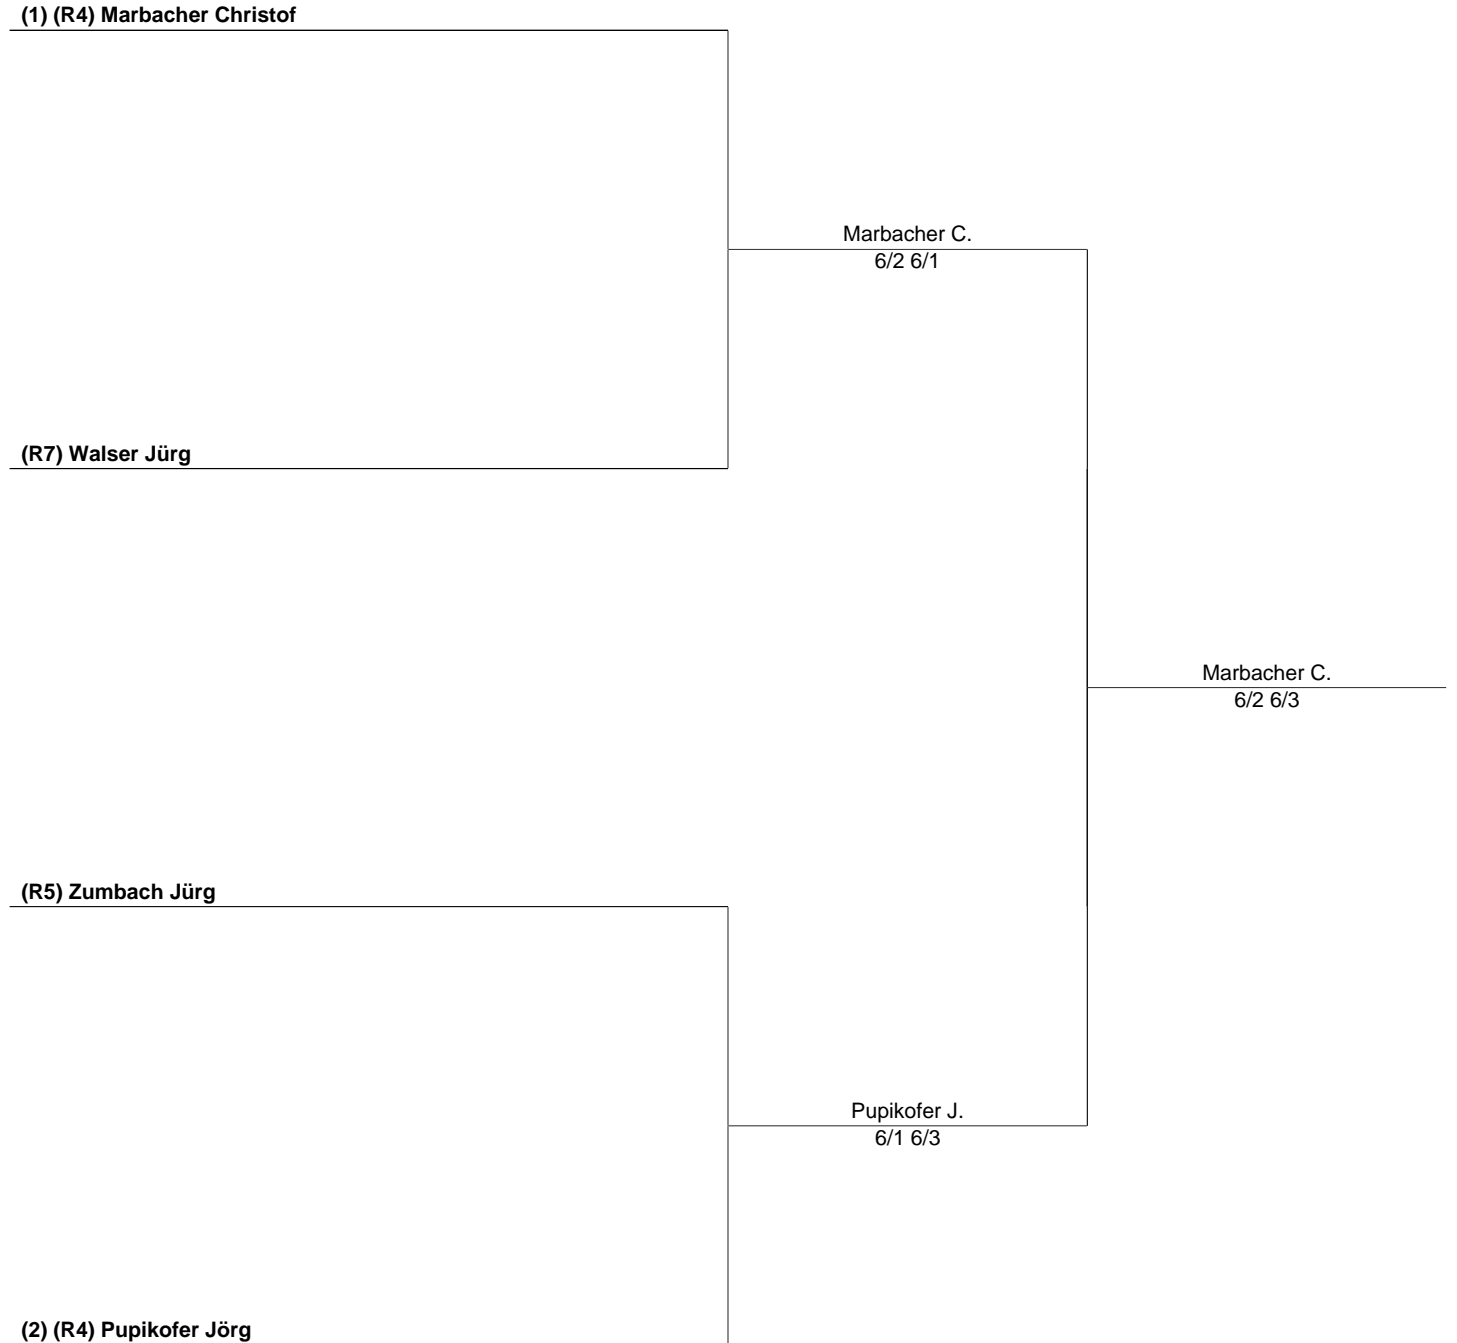 (1) (R4) Marbacher Christof
Marbacher C.
6/2 6/1
(R7) Walser Jürg
Marbacher C.
6/2 6/3
(R5) Zumbach Jürg
Pupikofer J.
6/1 6/3
(2) (R4) Pupikofer Jörg